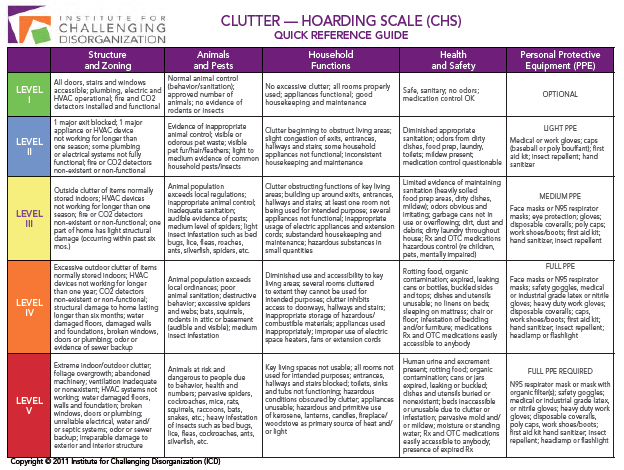 INSTITUTE FOR
CHALLENGING
DISORGANIZATION
CLUTTER — HOARDING SCALE (CHS)
QUICK REFERENCE GUIDE
Structure
and Zoning
Animals
and Pests
Household
Functions
Health
and Safety
Personal Protective
Equipment (PPE)
LEVEL
I
All doors, stairs and windows
accessible; plumbing, electric and
HVAC operational; fire and CO2
detectors installed and functional
Normal animal control
(behavior/sanitation);
approved number of
animals; no evidence of
rodents or insects
No excessive clutter; all rooms properly
used; appliances functional; good
housekeeping and maintenance
Safe, sanitary; no odors;
medication control OK
OPTIONAL
LEVEL
II
1 major exit blocked; 1 major
appliance or HVAC device
not working for longer than
one season; some plumbing
or electrical systems not fully
functional; fire or CO2 detectors
non-existent or non-functional
Evidence of inappropriate
animal control; visible or
odorous pet waste; visible
pet fur/hair/feathers; light to
medium evidence of common
household pests/insects
Clutter beginning to obstruct living areas;
slight congestion of exits, entrances,
hallways and stairs; some household
appliances not functional; inconsistent
housekeeping and maintenance
Diminished appropriate
sanitation; odors from dirty
dishes, food prep, laundry,
toilets; mildew present;
medication control questionable
LIGHT PPE
Medical or work gloves; caps
(baseball or poly bouffant); first
aid kit; insect repellent; hand
sanitizer
LEVEL
III
Outside clutter of items normally
stored indoors; HVAC devices
not working for longer than one
season; fire or CO2 detectors
non-existent or non-functional; one
part of home has light structural
damage (occurring within past six
mos.)
Animal population
exceeds local regulations;
inappropriate animal control;
inadequate sanitation;
audible evidence of pests;
medium level of spiders; light
insect infestation such as bed
bugs, lice, fleas, roaches,
ants, silverfish, spiders, etc.
Clutter obstructing functions of key living
areas; building up around exits, entrances,
hallways and stairs; at least one room not
being used for intended purpose; several
appliances not functional; inappropriate
usage of electric appliances and extension
cords; substandard housekeeping and
maintenance; hazardous substances in
small quantities
Limited evidence of maintaining
sanitation (heavily soiled
food prep areas, dirty dishes,
mildew); odors obvious and
irritating; garbage cans not in
use or overflowing; dirt, dust and
debris; dirty laundry throughout
house; Rx and OTC medications
hazardous control (re children,
pets, mentally impaired)
MEDIUM PPE
Face masks or N95 respirator
masks; eye protection; gloves;
disposable coveralls; poly caps;
work shoes/boots; first aid kit;
hand sanitizer, insect repellent
LEVEL
IV
Excessive outdoor clutter of items
normally stored indoors; HVAC
devices not working for longer
than one year; CO2 detectors
non-existent or non-functional;
structural damage to home lasting
longer than six months; water
damaged floors, damaged walls
and foundations, broken windows,
doors or plumbing; odor or
evidence of sewer backup
Animal population exceeds
local ordinances; poor
animal sanitation; destructive
behavior; excessive spiders
and webs; bats, squirrels,
rodents in attic or basement
(audible and visible); medium
insect infestation
Diminished use and accessibility to key
living areas; several rooms cluttered
to extent they cannot be used for
intended purposes; clutter inhibits
access to doorways, hallways and stairs;
inappropriate storage of hazardous/
combustible materials; appliances used
inappropriately; improper use of electric
space heaters, fans or extension cords
Rotting food, organic
contamination; expired, leaking
cans or bottles, buckled sides
and tops; dishes and utensils
unusable; no linens on beds;
sleeping on mattress; chair or
floor; infestation of bedding
and/or furniture; medications
Rx and OTC medications easily
accessible to anybody
FULL PPE
Face masks or N95 respirator
masks; safety goggles, medical
or industrial grade latex or nitrile
gloves; heavy duty work gloves;
disposable coveralls; caps,
work shoes/boots; first aid kit;
hand sanitizer; insect repellent;
headlamp or flashlight
LEVEL
V
Extreme indoor/outdoor clutter;
foliage overgrowth; abandoned
machinery; ventilation inadequate
or nonexistent; HVAC systems not
working; water damaged floors,
walls and foundation; broken
windows, doors or plumbing;
unreliable electrical, water and/
or septic systems; odor or sewer
backup; irreparable damage to
exterior and interior structure
Animals at risk and
dangerous to people due
to behavior, health and
numbers; pervasive spiders,
cockroaches, mice, rats,
squirrels, raccoons, bats,
snakes, etc.; heavy infestation
of insects such as bed bugs,
lice, fleas, cockroaches, ants,
silverfish, etc.
Key living spaces not usable; all rooms not
used for intended purposes; entrances,
hallways and stairs blocked; toilets, sinks
and tubs not functioning; hazardous
conditions obscured by clutter; appliances
unusable; hazardous and primitive use
of kerosene, lanterns, candles, fireplace/
woodstove as primary source of heat and/
or light
Human urine and excrement
present; rotting food; organic
contamination; cans or jars
expired, leaking or buckled;
dishes and utensils buried or
nonexistent; beds inaccessible
or unusable due to clutter or
infestation; pervasive mold and/
or mildew; moisture or standing
water; Rx and OTC medications
easily accessible to anybody;
presence of expired Rx
FULL PPE REQUIRED
N95 respirator mask or mask with
organic filter(s); safety goggles;
medical or industrial grade latex,
or nitrile gloves; heavy duty work
gloves; disposable coveralls,
poly caps, work shoes/boots;
first aid kit; hand sanitizer; insect
repellent; headlamp or flashlight
Copyright © 2011 Institute for Challenging Disorganization (ICD)